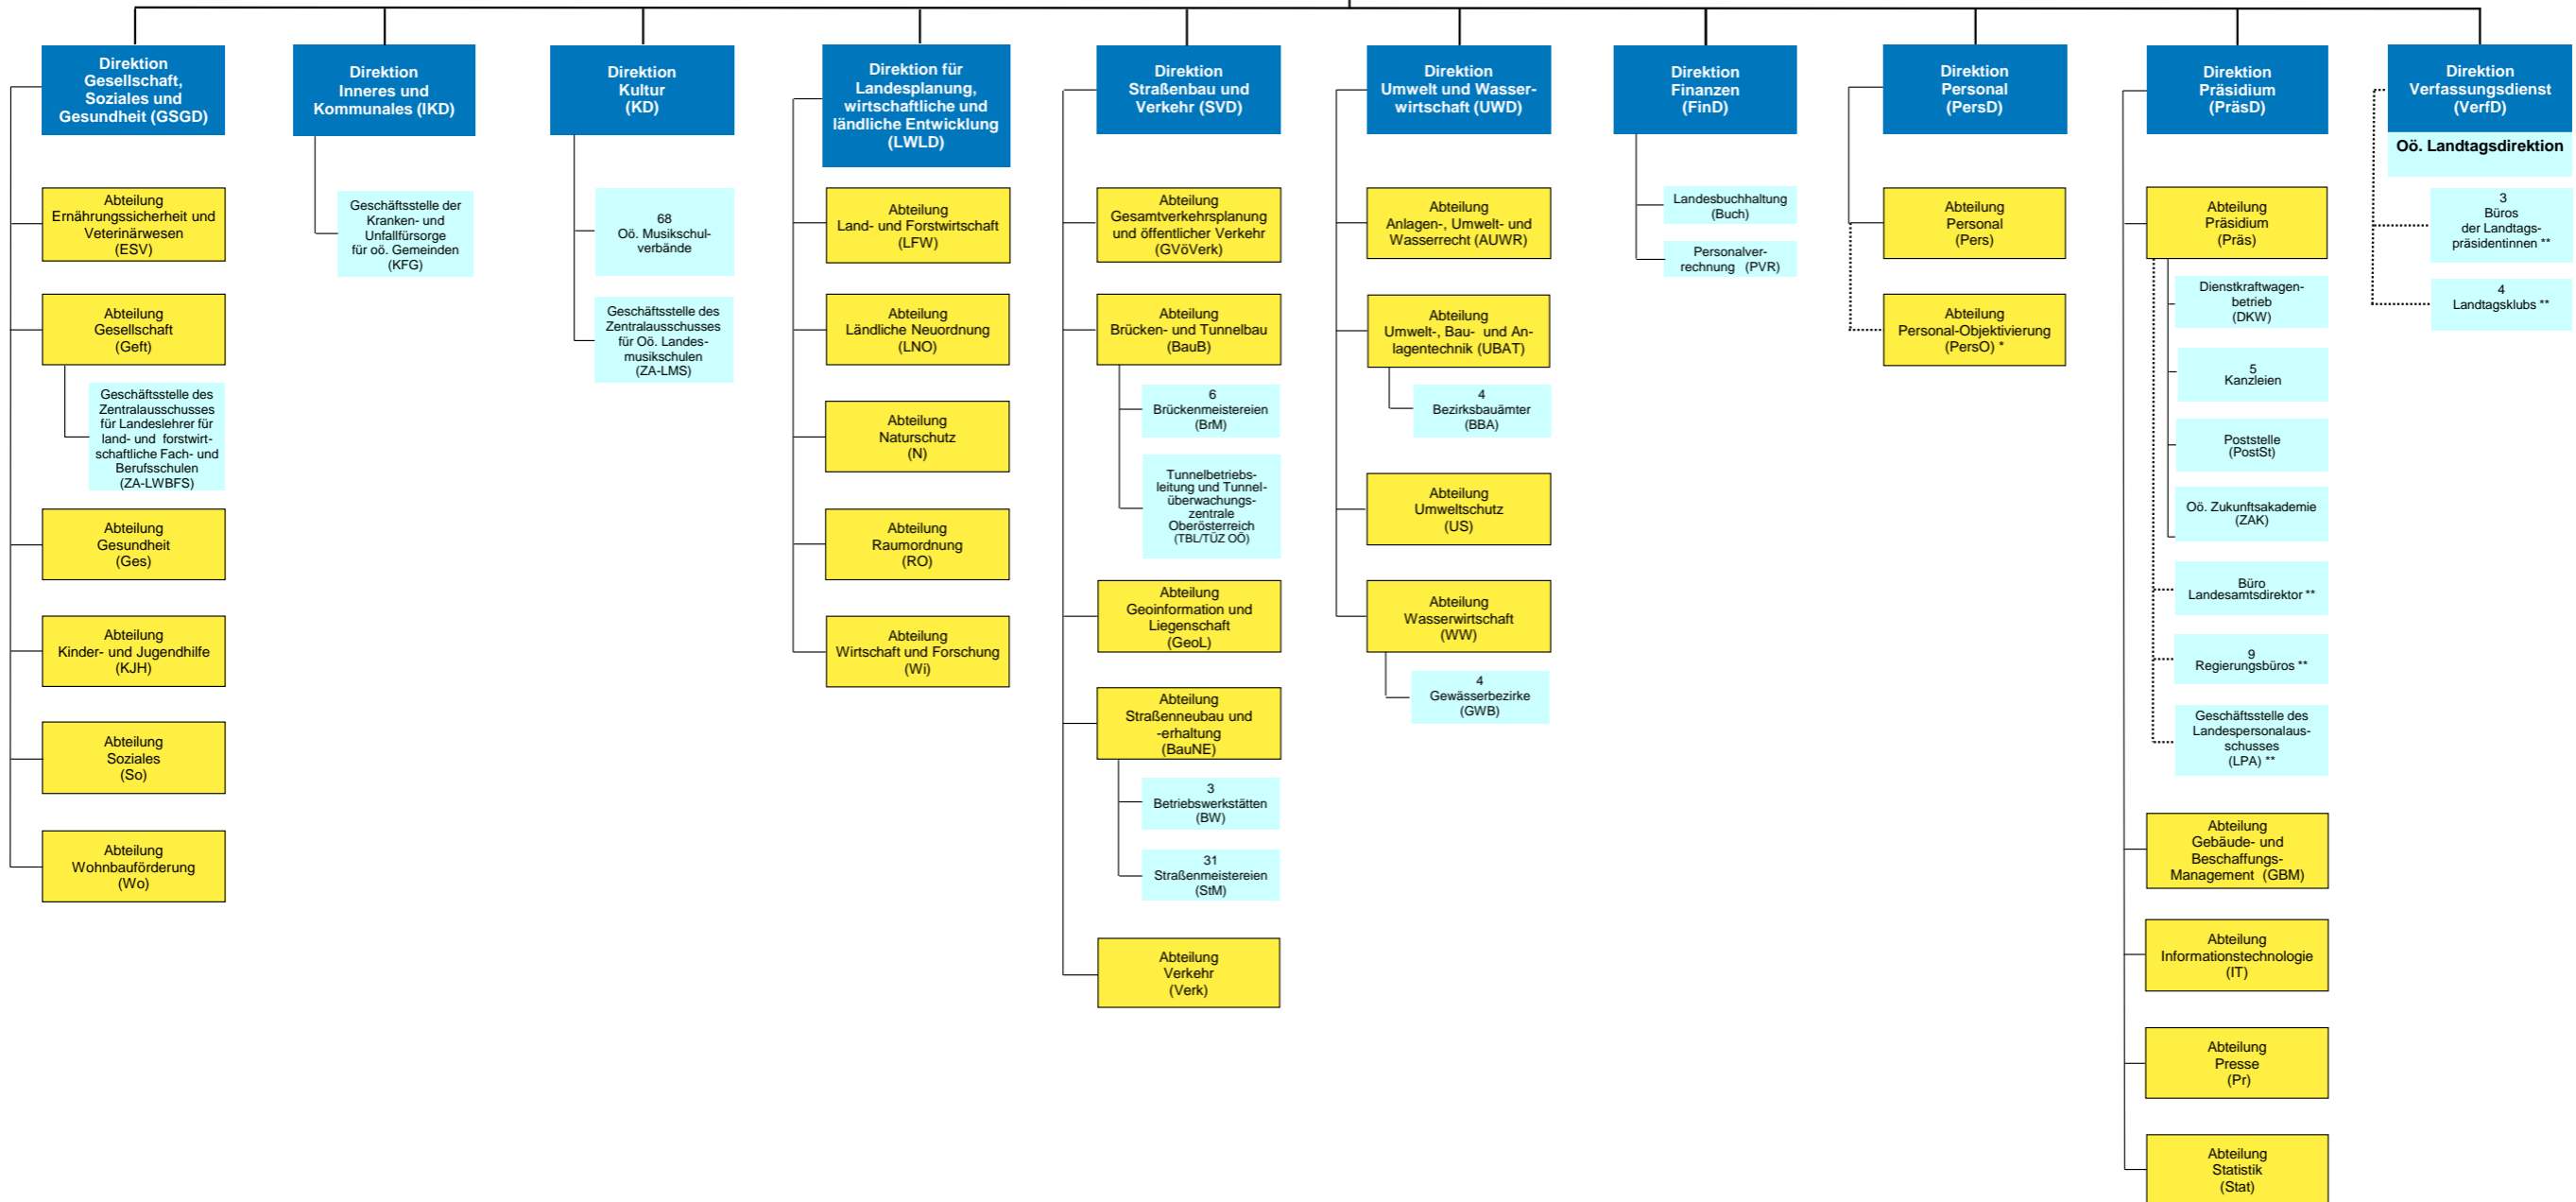 Direktion
Gesellschaft,
Soziales und
Gesundheit (GSGD)
Abteilung
Ernährungssicherheit und
Veterinärwesen
(ESV)
Abteilung
Gesellschaft
(Geft)
Geschäftsstelle des
Zentralausschusses
für Landeslehrer für
land- und forstwirt-
schaftliche Fach- und
Berufsschulen
(ZA-LWBFS)
Abteilung
Gesundheit
(Ges)
Abteilung
Kinder- und Jugendhilfe
(KJH)
Abteilung
Soziales
(So)
Abteilung
Wohnbauförderung
(Wo)
Direktion
Inneres und
Kommunales (IKD)
Geschäftsstelle der
Kranken- und
Unfallfürsorge
für oö. Gemeinden
(KFG)
Direktion
Kultur
(KD)
68
Oö. Musikschul-
verbände
Geschäftsstelle des
Zentralausschusses
für Oö. Landes-
musikschulen
(ZA-LMS)
Direktion für
Landesplanung,
wirtschaftliche und
ländliche Entwicklung
(LWLD)
Abteilung
Land- und Forstwirtschaft
(LFW)
Abteilung
Ländliche Neuordnung
(LNO)
Abteilung
Naturschutz
(N)
Abteilung
Raumordnung
(RO)
Abteilung
Wirtschaft und Forschung
(Wi)
Direktion
Straßenbau und
Verkehr (SVD)
Abteilung
Gesamtverkehrsplanung
und öffentlicher Verkehr
(GVöVerk)
Abteilung
Brücken- und Tunnelbau
(BauB)
6
Brückenmeistereien
(BrM)
Tunnelbetriebs-
leitung und Tunnel-
überwachungs-
zentrale
Oberösterreich
(TBL/TÜZ OÖ)
Abteilung
Geoinformation und
Liegenschaft
(GeoL)
Abteilung
Straßenneubau und
-erhaltung
(BauNE)
3
Betriebswerkstätten
(BW)
31
Straßenmeistereien
(StM)
Abteilung
Verkehr
(Verk)
Direktion
Umwelt und Wasser-
wirtschaft (UWD)
Abteilung
Anlagen-, Umwelt- und
Wasserrecht (AUWR)
Abteilung
Umwelt-, Bau- und An-
lagentechnik (UBAT)
4
Bezirksbauämter
(BBA)
Abteilung
Umweltschutz
(US)
Abteilung
Wasserwirtschaft
(WW)
4
Gewässerbezirke
(GWB)
Direktion
Finanzen
(FinD)
Landesbuchhaltung
(Buch)
Personalver-
rechnung (PVR)
Direktion
Personal
(PersD)
Abteilung
Personal
(Pers)
Abteilung
Personal-Objektivierung
(PersO) *
Direktion
Präsidium
(PräsD)
Abteilung
Präsidium
(Präs)
Dienstkraftwagen-
betrieb
(DKW)
5
Kanzleien
Poststelle
(PostSt)
Oö. Zukunftsakademie
(ZAK)
Büro
Landesamtsdirektor **
9
Regierungsbüros **
Geschäftsstelle des
Landespersonalaus-
schusses
(LPA) **
Abteilung
Gebäude- und
Beschaffungs-
Management (GBM)
Abteilung
Informationstechnologie
(IT)
Abteilung
Presse
(Pr)
Abteilung
Statistik
(Stat)
Direktion
Verfassungsdienst
(VerfD)
Oö. Landtagsdirektion
3
Büros
der Landtags-
präsidentinnen **
4
Landtagsklubs **